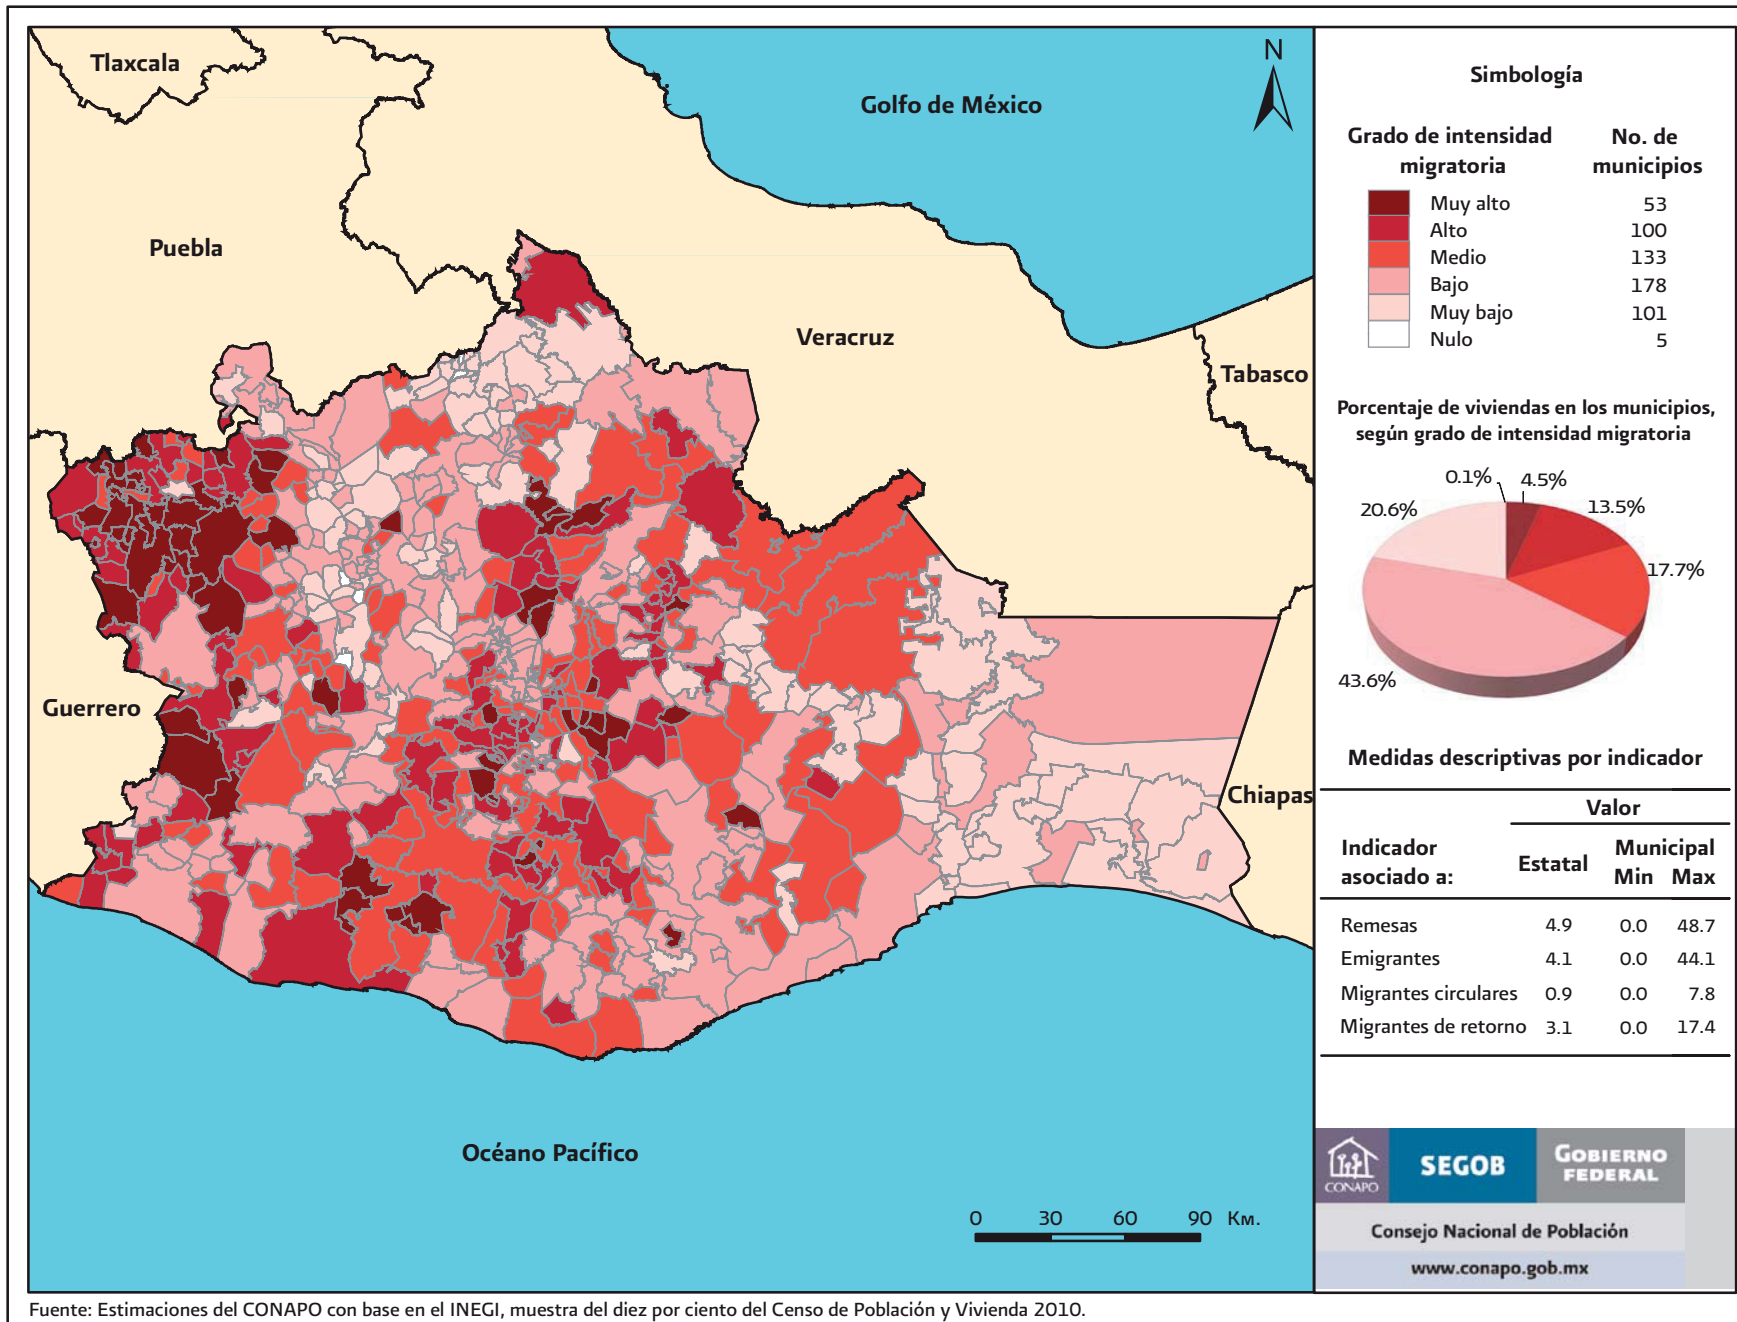 Tlaxcala
Golfo de México
N
Puebla
Veracruz
Tabasco
Guerrero
Chiapas
Océano Pacífico
0 30 60 90 Km.
Simbología
Grado de intensidad migratoria
No. de municipios
Muy alto 53
Alto 100
Medio 133
Bajo 178
Muy bajo 101
Nulo 5
Porcentaje de viviendas en los municipios,
según grado de intensidad migratoria
0.1% 4.5%
20.6% 13.5%
17.7%
43.6%
Medidas descriptivas por indicador
Valor
Indicador asociado a:
Estatal
Municipal
Min Max
Remesas 4.9 0.0 48.7
Emigrantes 4.1 0.0 44.1
Migrantes circulares 0.9 0.0 7.8
Migrantes de retorno 3.1 0.0 17.4
CONAPO
SEGOB
GOBIERNO
FEDERAL
Consejo Nacional de Población
www.conapo.gob.mx
Fuente: Estimaciones del CONAPO con base en el INEGI, muestra del diez por ciento del Censo de Población y Vivienda 2010.